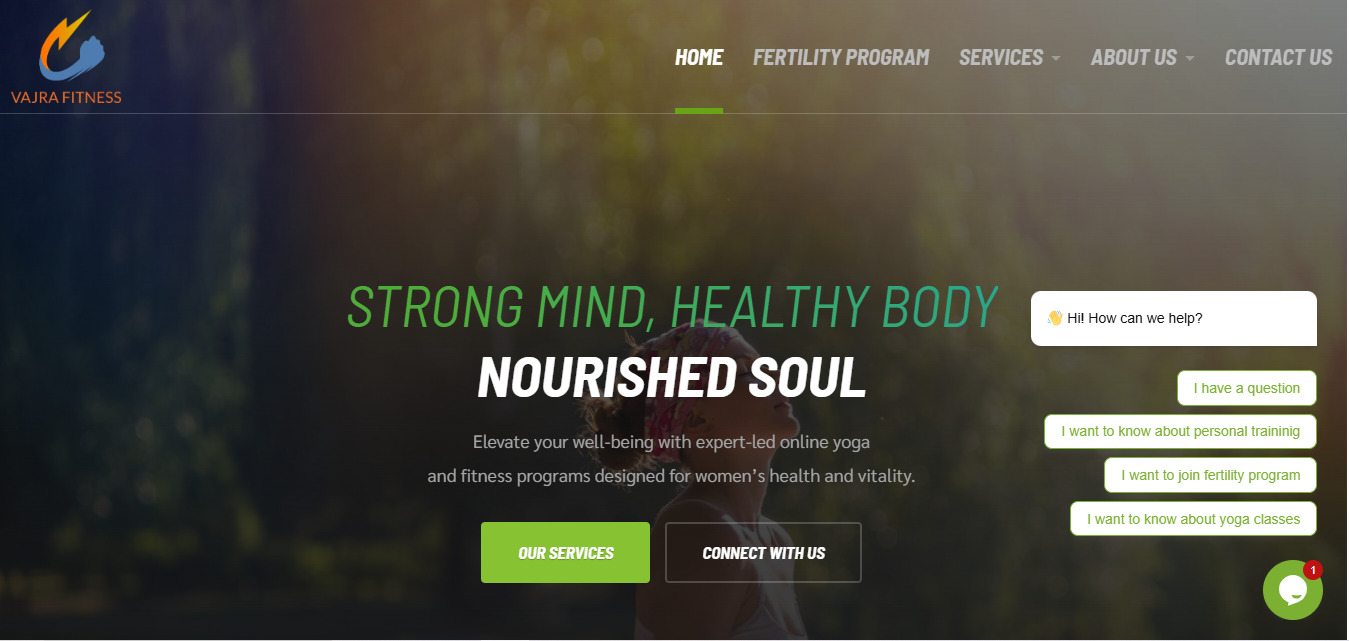 VAJRA FITNESS
HOME FERTILITY PROGRAM SERVICES ABOUT US CONTACT US
STRONG MIND, HEALTHY BODY
NOURISHED SOUL
Elevate your well-being with expert-led online yoga
and fitness programs designed for women’s health and vitality.
OUR SERVICES CONNECT WITH US
👋 Hi! How can we help?
I have a question
I want to know about personal traininig
I want to join fertility program
I want to know about yoga classes
1